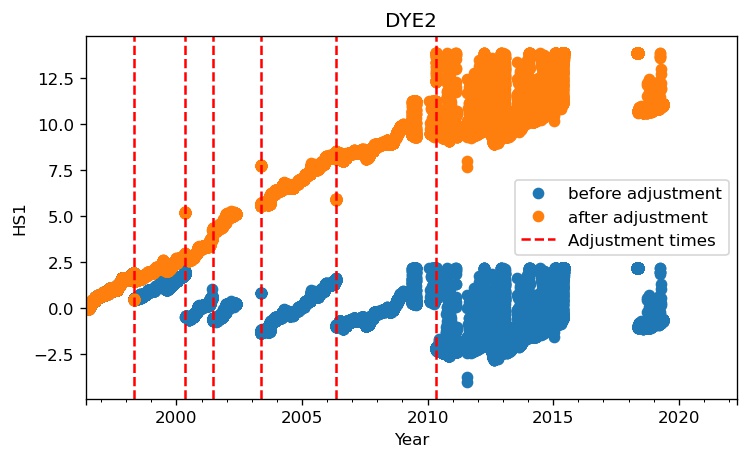 DYE2
HS1
12.5
10.0
7.5
5.0
2.5
0.0
−2.5
before adjustment
after adjustment
Adjustment times
2000 2005 2010 2015 2020
Year